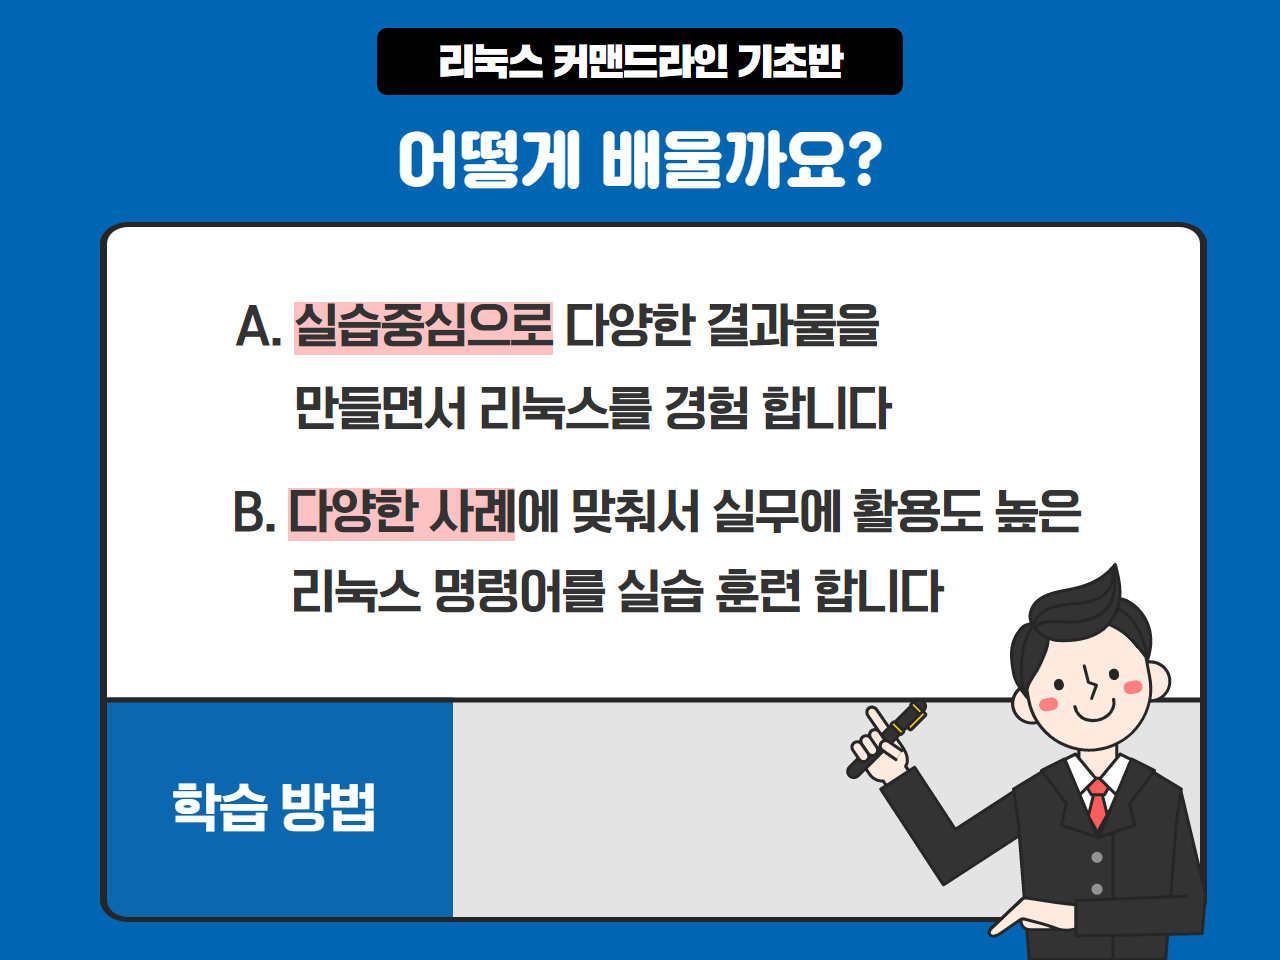 리눅스 커맨드라인 기초반
어떻게 배울까요?
A. 실습중심으로 다양한 결과물을
만들면서 리눅스를 경험 합니다
B. 다양한 사례에 맞춰서 실무에 활용도 높은
리눅스 명령어를 실습 훈련 합니다
학습 방법